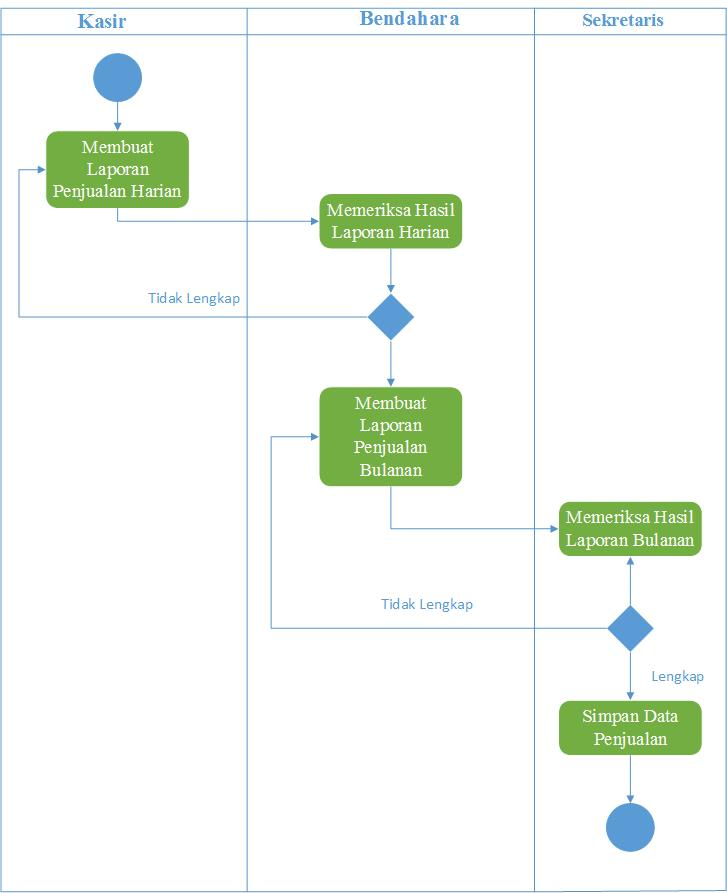 Kasir
Bendahara
Sekretaris
Membuat
Laporan
Penjualan Harian
Memeriksa Hasil
Laporan Harian
Tidak Lengkap
Membuat
Laporan
Penjualan
Bulanan
Memeriksa Hasil
Laporan Bulanan
Tidak Lengkap
Lengkap
Simpan Data
Penjualan